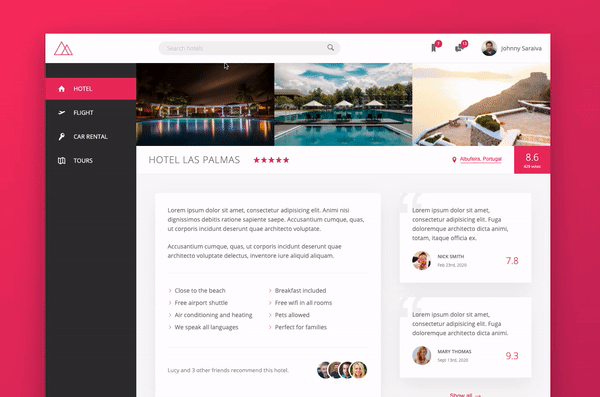 Search hotels
7
13
Johnny Saraiva
HOTEL
FLIGHT
CAR RENTAL
TOURS
HOTEL LAS PALMAS
Albufeira, Portugal
8.6
429 votes
Lorem ipsum dolor sit amet, consectetur adipisicing elit. Animi nisi
dignissimos debitis ratione sapiente saepe. Accusantium cumque, quas,
ut corporis incidunt deserunt quae architecto voluptate.
Accusantium cumque, quas, ut corporis incidunt deserunt quae
architecto voluptate delectus, inventore iure aliquid aliquam.
Close to the beach
Breakfast included
Free airport shuttle
Free wifi in all rooms
Air conditioning and heating
Pets allowed
We speak all languages
Perfect for families
Lucy and 3 other friends recommend this hotel.
Lorem ipsum dolor sit amet,
consectetur adipisicing elit. Cum
doloremque architecto dicta animi,
totam, itaque officia ex.
NICK SMITH
Feb 23rd, 2020
7.8
Lorem ipsum dolor sit amet,
consectetur adipisicing elit. Cum
doloremque architecto dicta animi.
MARY THOMAS
Sept 13th, 2020
9.3
Show all